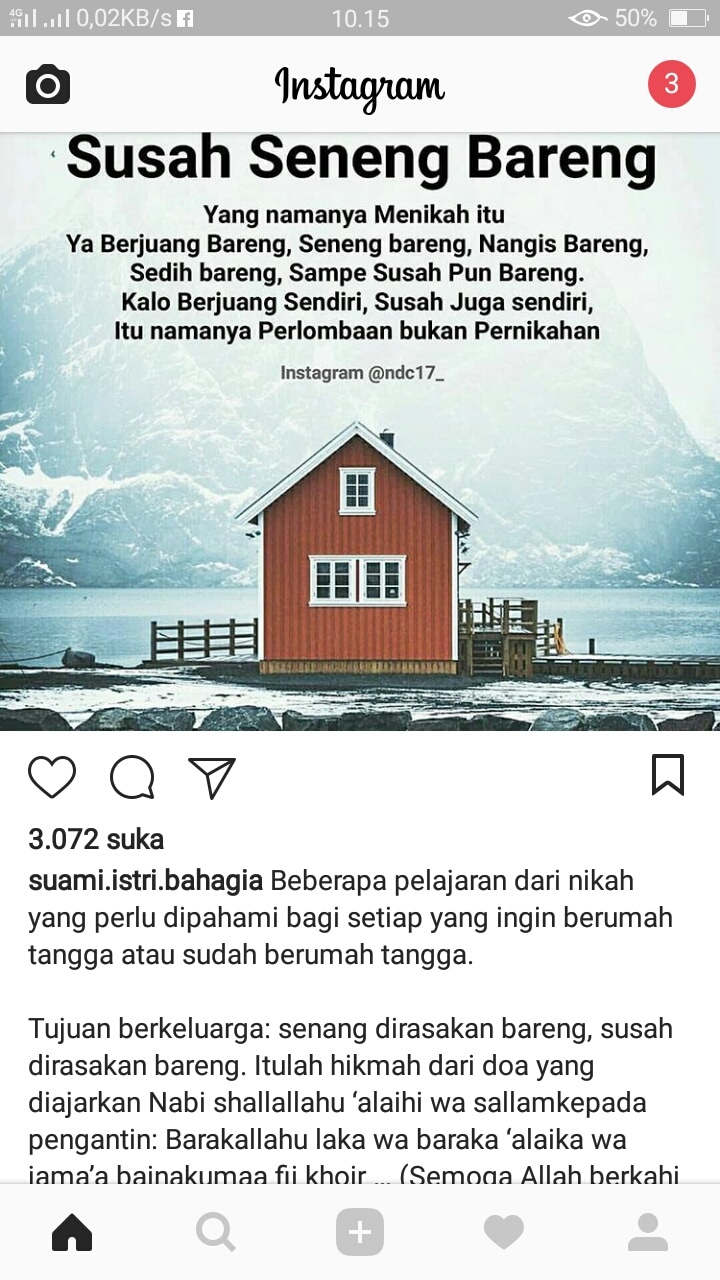 4G 0,02KB/s 10.15 50%
Instagram 3
Susah Seneng Bareng
Yang namanya Menikah itu
Ya Berjuang Bareng, Seneng bareng, Nangis Bareng,
Sedih bareng, Sampe Susah Pun Bareng.
Kalo Berjuang Sendiri, Susah Juga sendiri,
Itu namanya Perlombaan bukan Pernikahan
Instagram @ndc17_
3.072 suka
suami.istri.bahagia Beberapa pelajaran dari nikah
yang perlu dipahami bagi setiap yang ingin berumah
tangga atau sudah berumah tangga.
Tujuan berkeluarga: senang dirasakan bareng, susah
dirasakan bareng. Itulah hikmah dari doa yang
diajarkan Nabi shallallahu ‘alaihi wa sallamkepada
pengantin: Barakallahu laka wa baraka ‘alaika wa
jama’a bainakumaa fii khoir ... (Semoga Allah berkahi